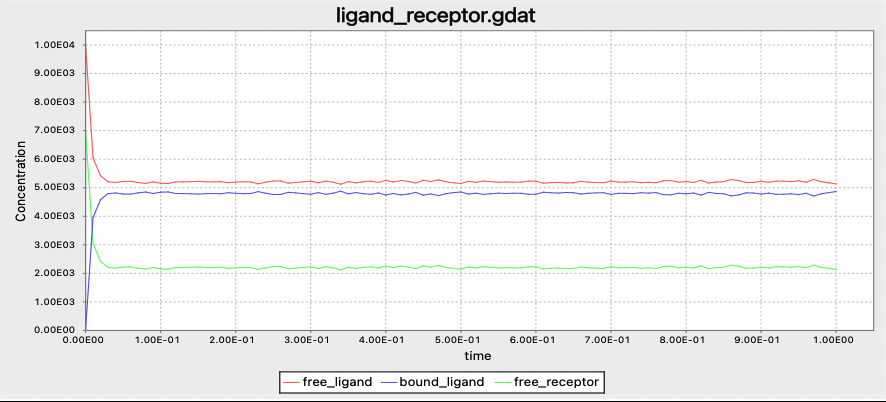 ligand_receptor.gdat
Concentration
1.00E04
9.00E03
8.00E03
7.00E03
6.00E03
5.00E03
4.00E03
3.00E03
2.00E03
1.00E03
0.00E00
0.00E00 1.00E-01 2.00E-01 3.00E-01 4.00E-01 5.00E-01 6.00E-01 7.00E-01 8.00E-01 9.00E-01 1.00E00
time
free_ligand bound_ligand free_receptor